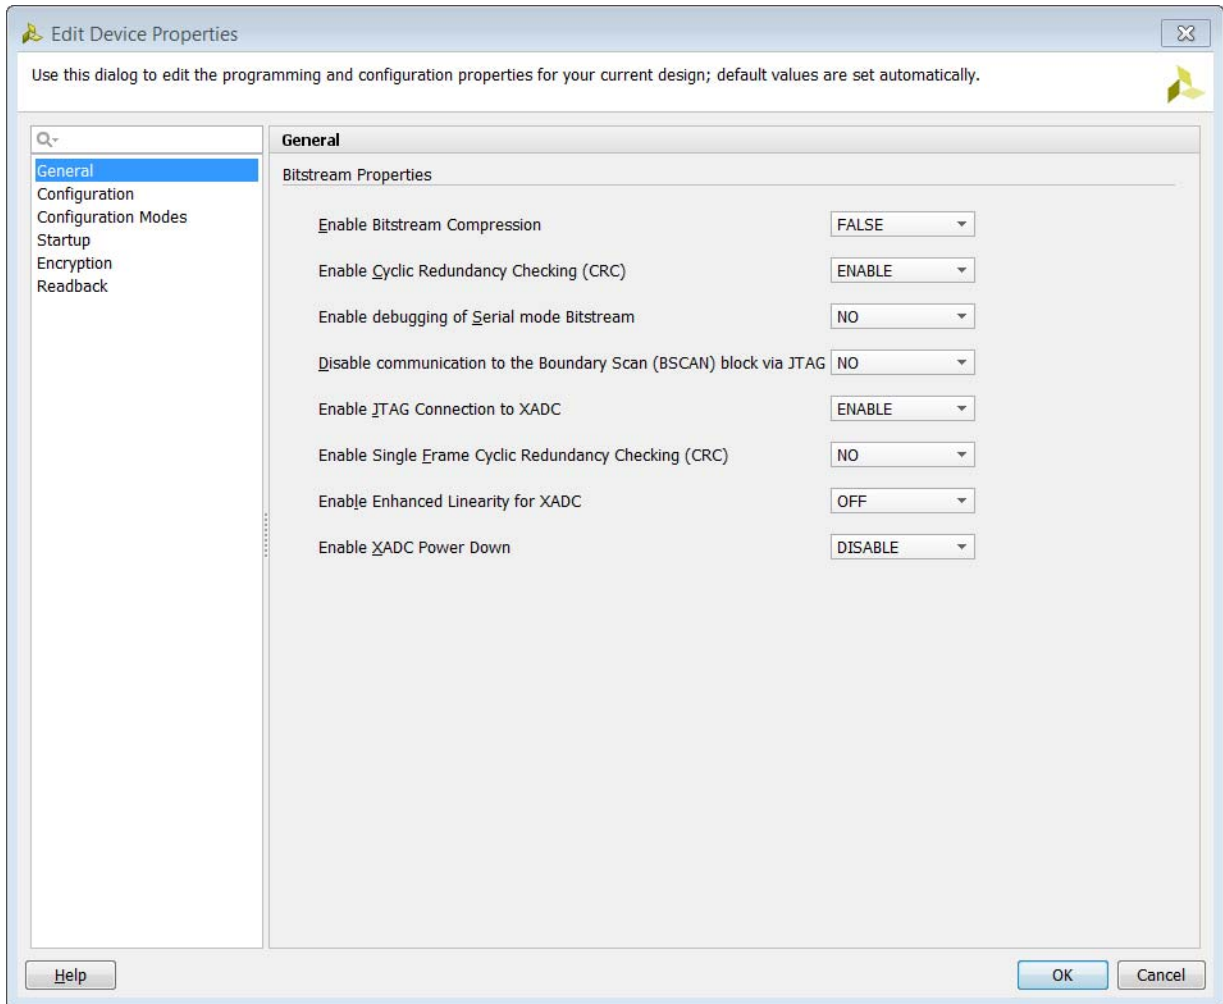 Edit Device Properties
Use this dialog to edit the programming and configuration properties for your current design; default values are set automatically.
General
Configuration
Configuration Modes
Startup
Encryption
Readback
General
Bitstream Properties
Enable Bitstream Compression FALSE
Enable Cyclic Redundancy Checking (CRC) ENABLE
Enable debugging of Serial mode Bitstream NO
Disable communication to the Boundary Scan (BSCAN) block via JTAG NO
Enable JTAG Connection to XADC ENABLE
Enable Single Frame Cyclic Redundancy Checking (CRC) NO
Enable Enhanced Linearity for XADC OFF
Enable XADC Power Down DISABLE
Help OK Cancel